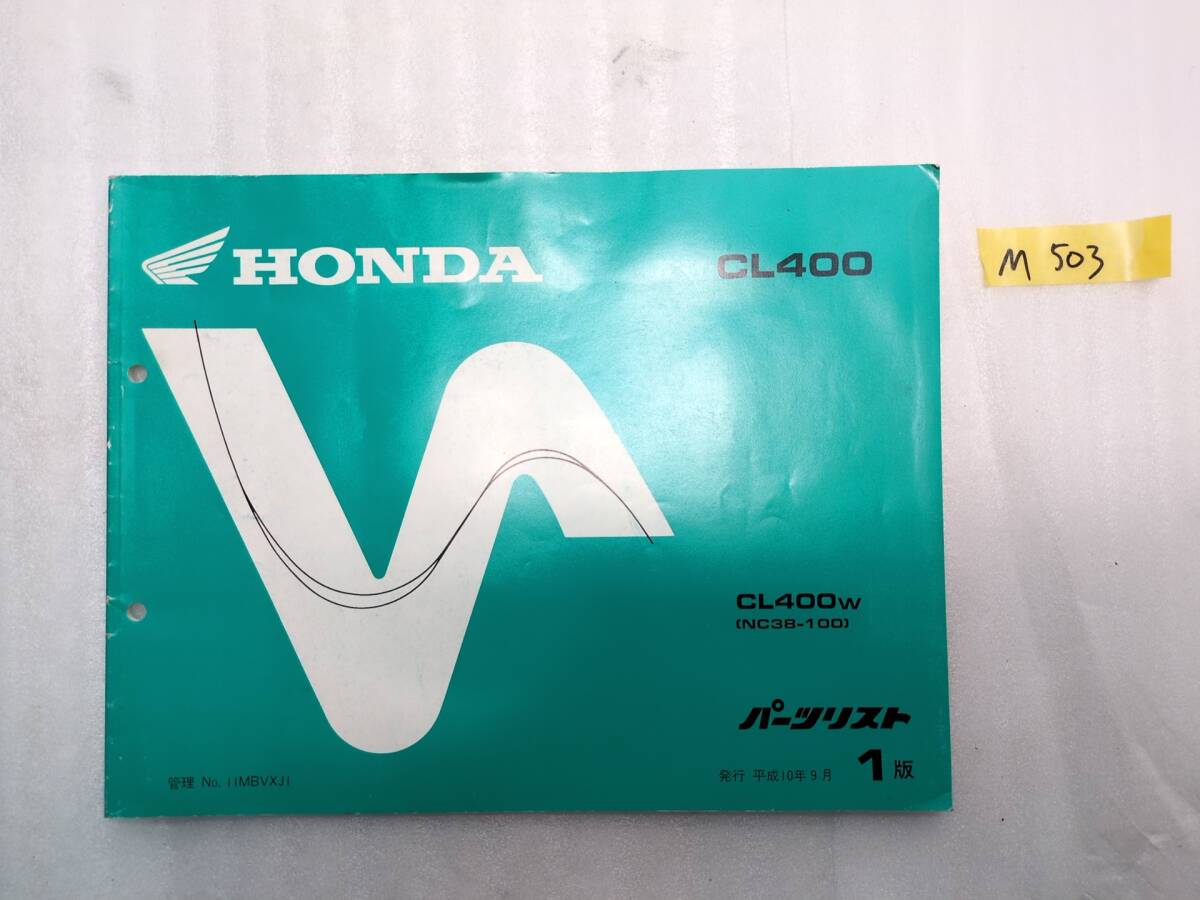 HONDA
CL400
M 503
CL400W
(NC38-100)
パーツリスト
管理 No. 11MBVXJ1
発行 平成10年9月 1版